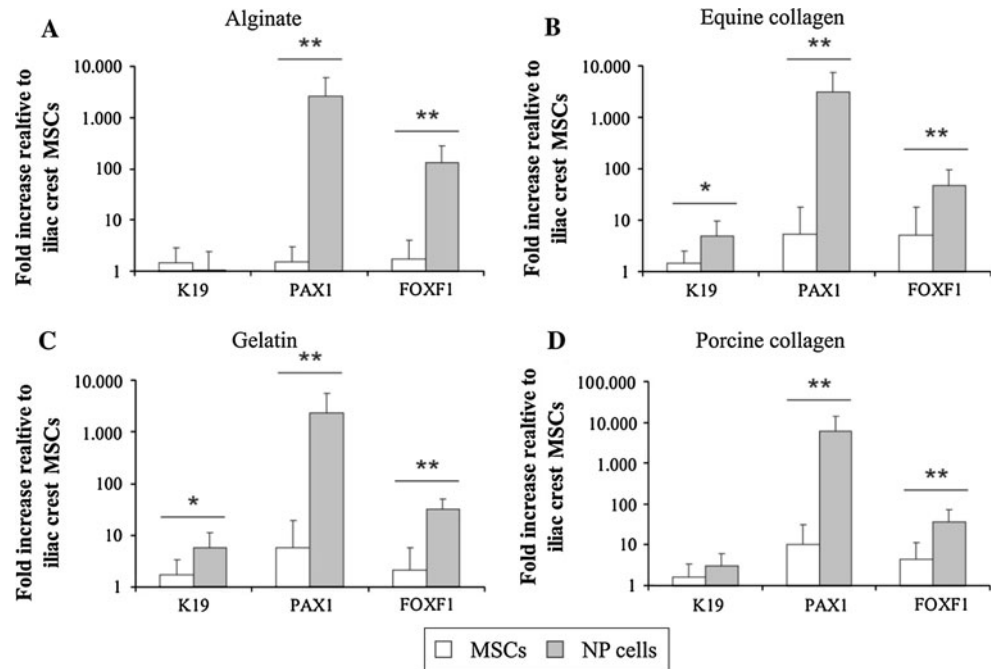 A
Alginate
Fold increase realtive to
iliac crest MSCs
10.000
1.000
100
10
1
**
**
K19
PAX1
FOXF1
B
Equine collagen
Fold increase realtive to
iliac crest MSCs
10.000
1.000
100
10
1
*
**
**
K19
PAX1
FOXF1
C
Gelatin
Fold increase realtive to
iliac crest MSCs
10.000
1.000
100
10
1
*
**
**
K19
PAX1
FOXF1
D
Porcine collagen
Fold increase realtive to
iliac crest MSCs
100.000
10.000
1.000
100
10
1
**
**
K19
PAX1
FOXF1
MSCs
NP cells